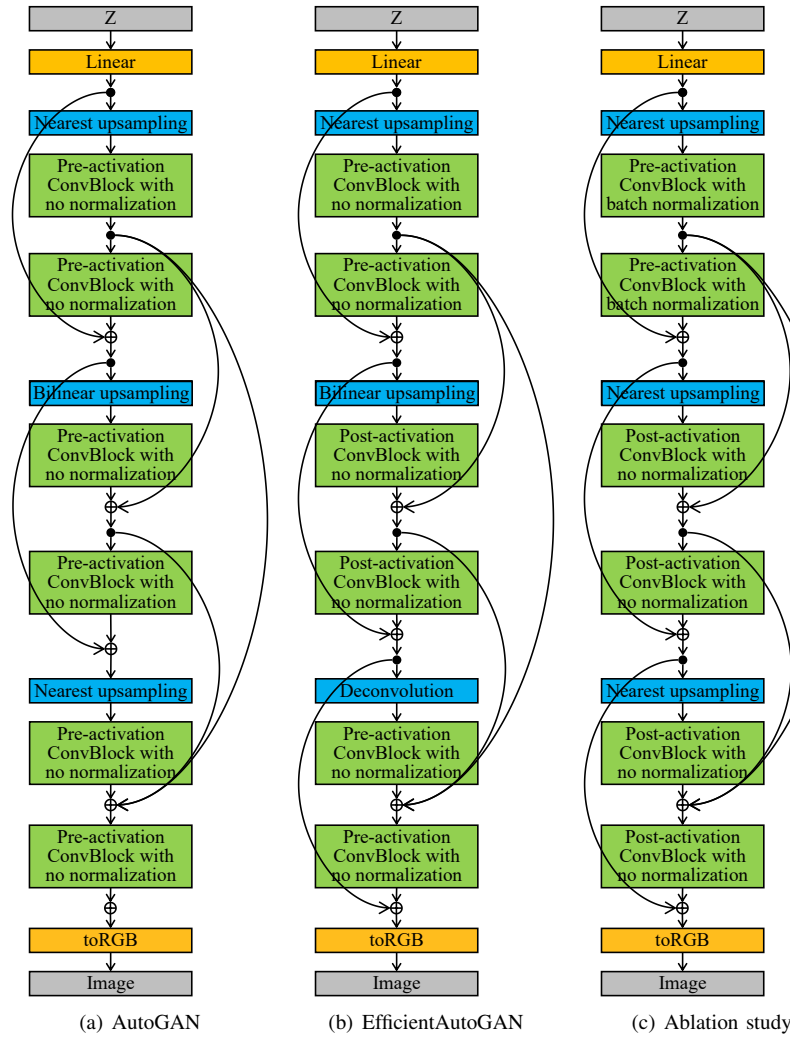 Z
Linear
Nearest upsampling
Pre-activation
ConvBlock with
no normalization
Pre-activation
ConvBlock with
no normalization
Bilinear upsampling
Pre-activation
ConvBlock with
no normalization
Pre-activation
ConvBlock with
no normalization
Nearest upsampling
Pre-activation
ConvBlock with
no normalization
Pre-activation
ConvBlock with
no normalization
toRGB
Image
(a) AutoGAN
Z
Linear
Nearest upsampling
Pre-activation
ConvBlock with
no normalization
Pre-activation
ConvBlock with
no normalization
Bilinear upsampling
Post-activation
ConvBlock with
no normalization
Post-activation
ConvBlock with
no normalization
Deconvolution
Pre-activation
ConvBlock with
no normalization
Pre-activation
ConvBlock with
no normalization
toRGB
Image
(b) EfficientAutoGAN
Z
Linear
Nearest upsampling
Pre-activation
ConvBlock with
batch normalization
Pre-activation
ConvBlock with
batch normalization
Nearest upsampling
Post-activation
ConvBlock with
no normalization
Post-activation
ConvBlock with
no normalization
Nearest upsampling
Post-activation
ConvBlock with
no normalization
Post-activation
ConvBlock with
no normalization
toRGB
Image
(c) Ablation study